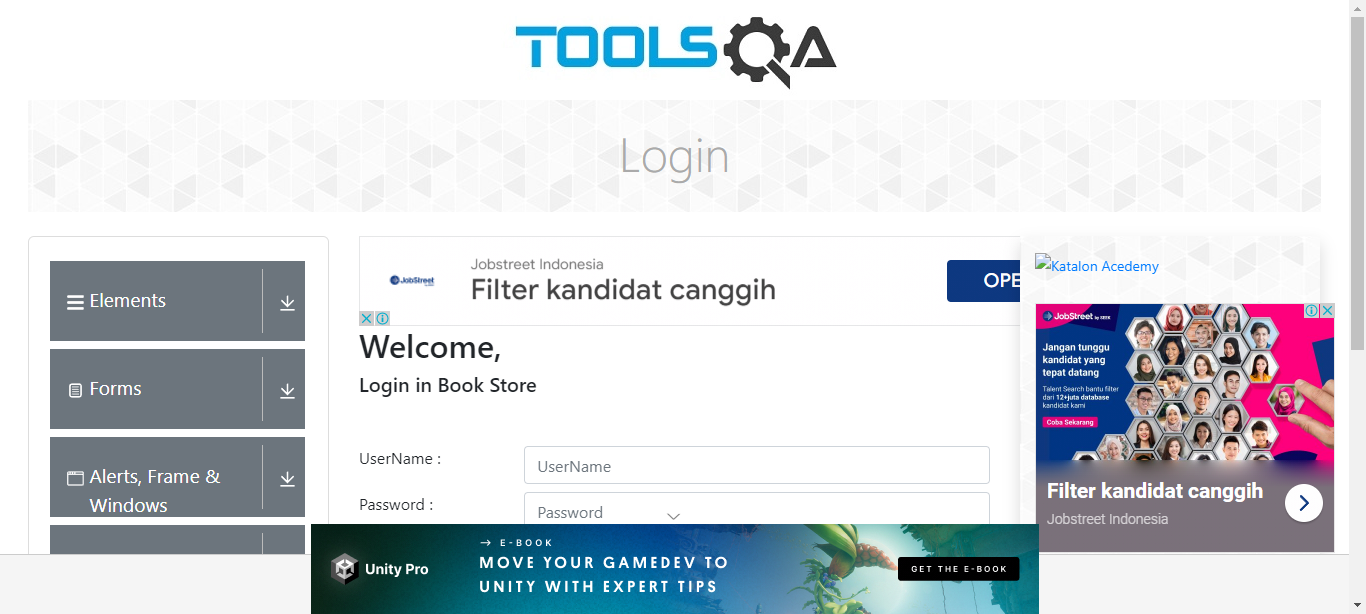 TOOLSQA
Login
Elements
Forms
Alerts, Frame &
Windows
JobStreet
Jobstreet Indonesia
Filter kandidat canggih
OPE
Welcome,
Login in Book Store
UserName :
UserName
Password :
Password
Katalon Acedemy
JobStreet by SEEK
Jangan tunggu
kandidat yang
tepat datang
Talent Search bantu filter
dari 12+juta database
kandidat kami
Coba Sekarang
Filter kandidat canggih
Jobstreet Indonesia
Unity Pro
→ E-BOOK
MOVE YOUR GAMEDEV TO
UNITY WITH EXPERT TIPS
GET THE E-BOOK